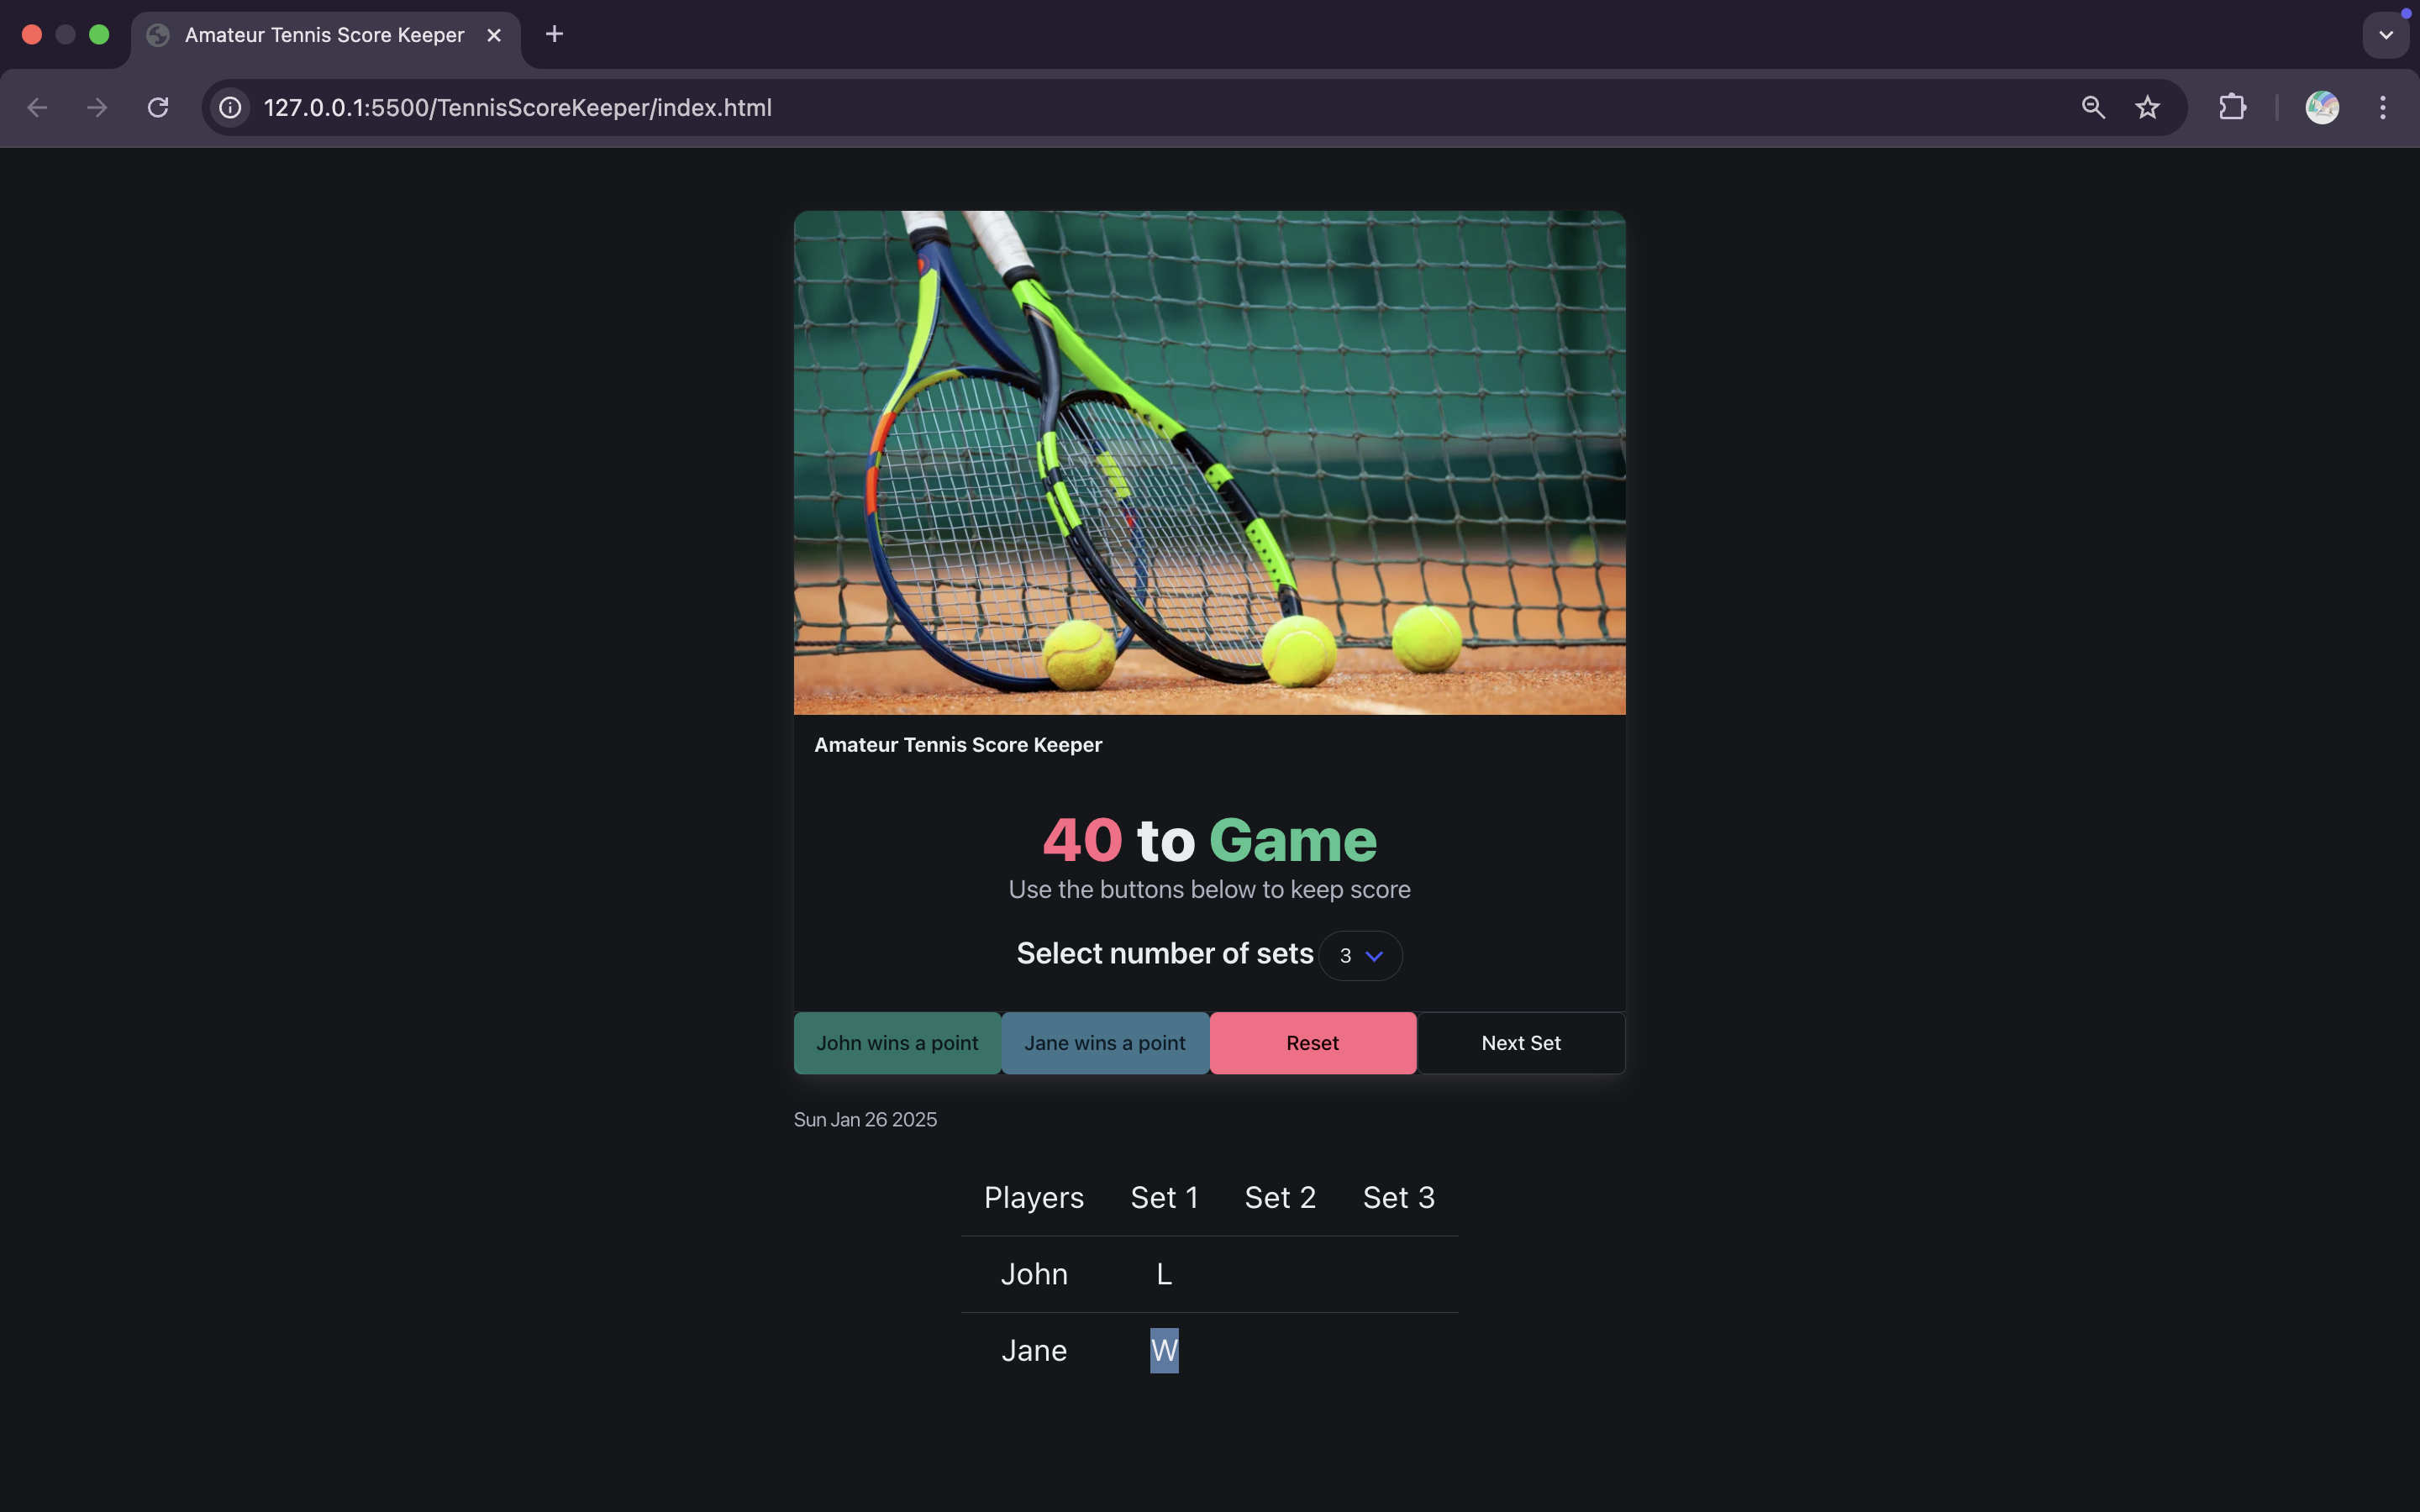 Amateur Tennis Score Keeper
127.0.0.1:5500/TennisScoreKeeper/index.html
Amateur Tennis Score Keeper
40 to Game
Use the buttons below to keep score
Select number of sets 3
John wins a point Jane wins a point Reset Next Set
Sun Jan 26 2025
Players Set 1 Set 2 Set 3
John L
Jane W